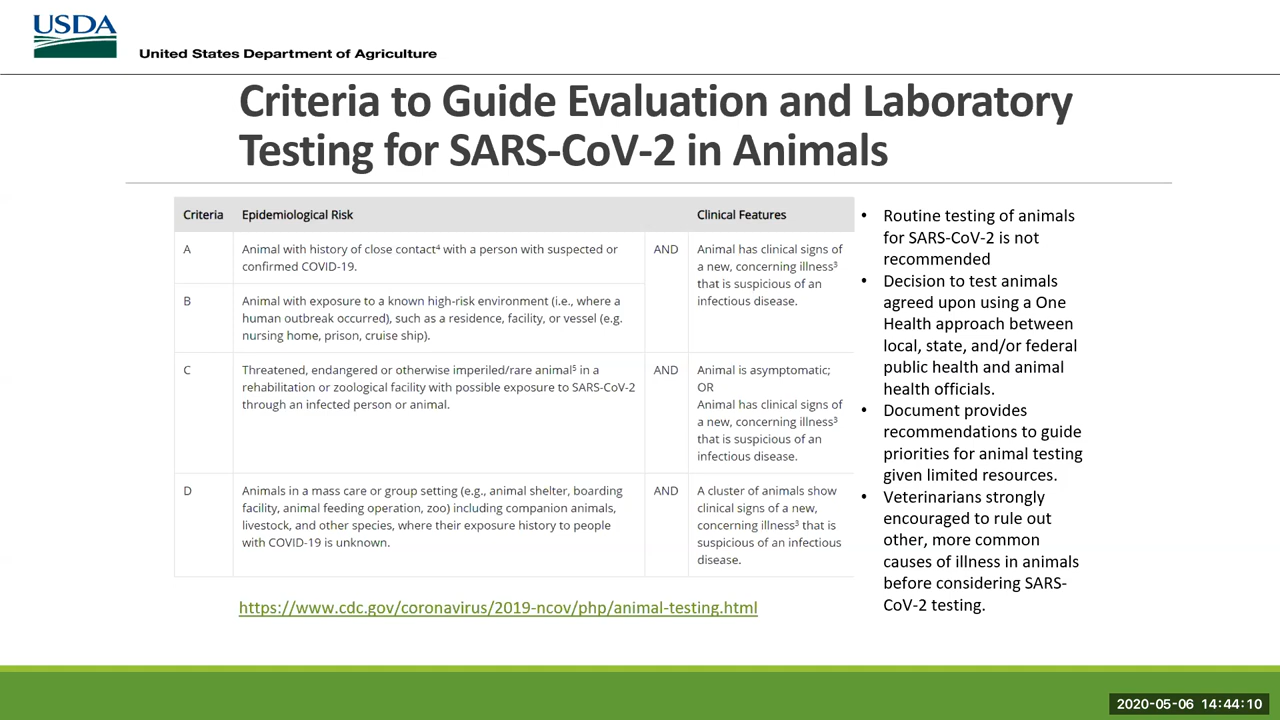 USDA
United States Department of Agriculture
Criteria to Guide Evaluation and Laboratory
Testing for SARS-CoV-2 in Animals
Criteria Epidemiological Risk Clinical Features
A Animal with history of close contact⁴ with a person with suspected or
confirmed COVID-19.
AND
Animal has clinical signs of
a new, concerning illness³
that is suspicious of an
infectious disease.
B Animal with exposure to a known high-risk environment (i.e., where a
human outbreak occurred), such as a residence, facility, or vessel (e.g.
nursing home, prison, cruise ship).
C Threatened, endangered or otherwise imperiled/rare animal⁵ in a
rehabilitation or zoological facility with possible exposure to SARS-CoV-2
through an infected person or animal.
AND
Animal is asymptomatic;
OR
Animal has clinical signs of
a new, concerning illness³
that is suspicious of an
infectious disease.
D Animals in a mass care or group setting (e.g., animal shelter, boarding
facility, animal feeding operation, zoo) including companion animals,
livestock, and other species, where their exposure history to people
with COVID-19 is unknown.
AND
A cluster of animals show
clinical signs of a new,
concerning illness³ that is
suspicious of an infectious
disease.
https://www.cdc.gov/coronavirus/2019-ncov/php/animal-testing.html
• Routine testing of animals
for SARS-CoV-2 is not
recommended
• Decision to test animals
agreed upon using a One
Health approach between
local, state, and/or federal
public health and animal
health officials.
• Document provides
recommendations to guide
priorities for animal testing
given limited resources.
• Veterinarians strongly
encouraged to rule out
other, more common
causes of illness in animals
before considering SARS-
CoV-2 testing.
2020-05-06 14:44:10